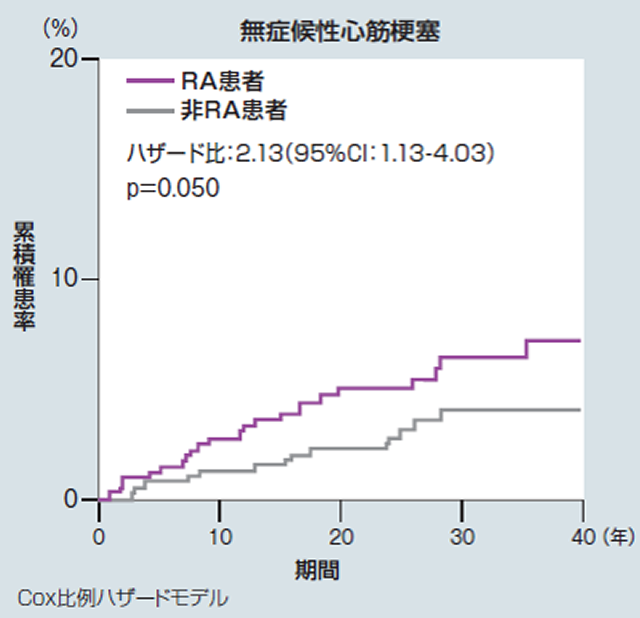 無症候性心筋梗塞
(%)
20
RA患者
非RA患者
ハザード比：2.13(95%CI：1.13-4.03)
p=0.050
累積罹患率
10
0
0 10 20 30 40 (年)
期間
Cox比例ハザードモデル